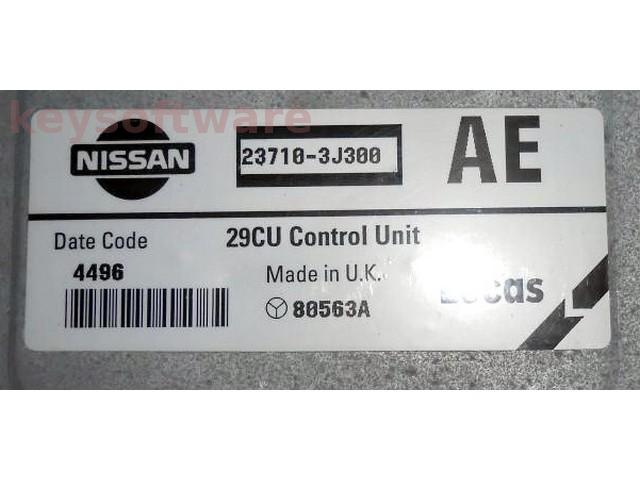 keysoftware
NISSAN
23710-3J300
AE
Date Code
29CU Control Unit
4496
Made in U.K.
80563A
Lucas